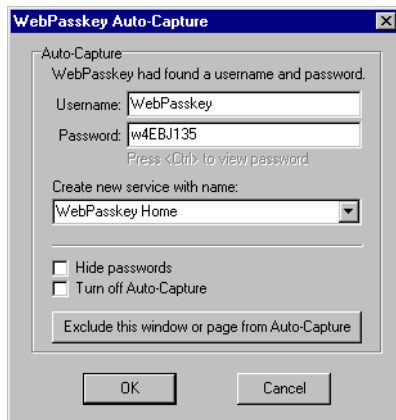 WebPasskey Auto-Capture
Auto-Capture
WebPasskey had found a username and password.
Username: WebPasskey
Password: w4EBJ135
Press <Ctrl> to view password
Create new service with name:
WebPasskey Home
Hide passwords
Turn off Auto-Capture
Exclude this window or page from Auto-Capture
OK Cancel